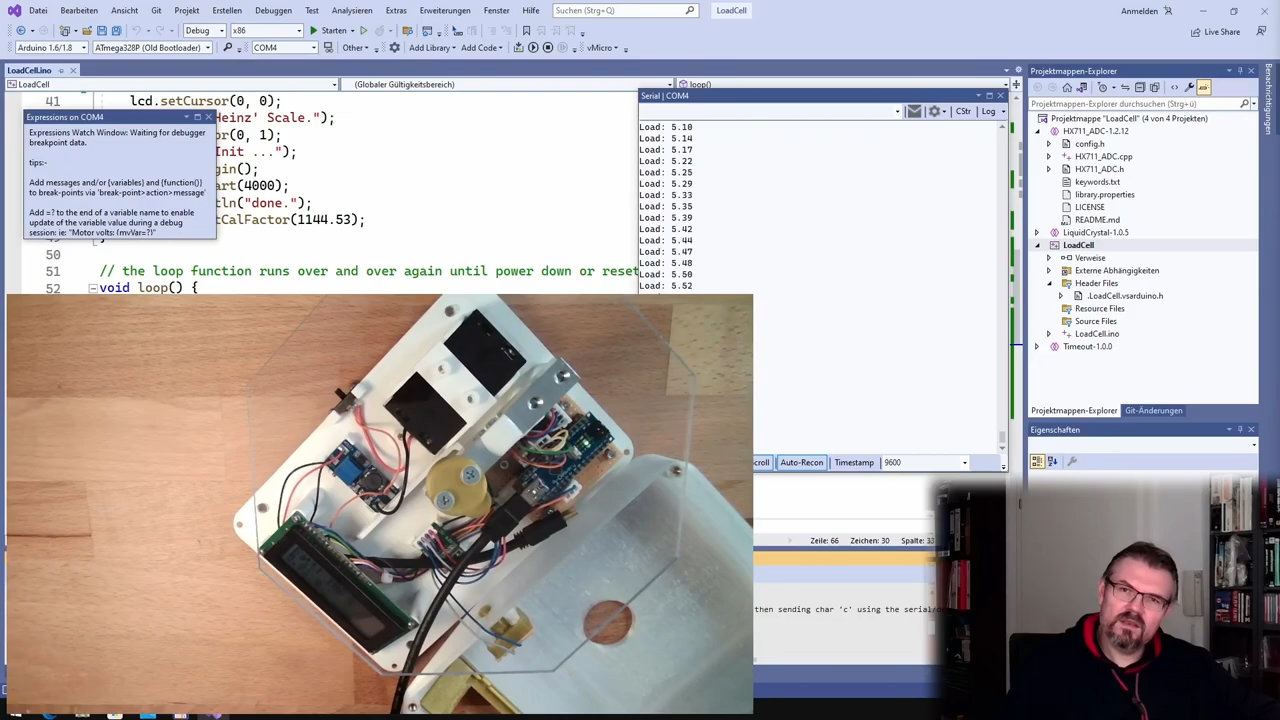 Datei Bearbeiten Ansicht Git Projekt Erstellen Debuggen Test Analysieren Extras Erweiterungen Fenster Hilfe Suchen (Strg+Q) LoadCell Anmelden
Debug x86 Starten Live Share
Arduino 1.6/1.8 ATmega328P (Old Bootloader) COM4 Other Add Library Add Code vMicro
LoadCell.ino
LoadCell (Globaler Gültigkeitsbereich) loop()
41 lcd.setCursor(0, 0);
Heinz' Scale.");
or(0, 1);
Init ...");
gin();
art(4000);
tln("done.");
tCalFactor(1144.53);
50
51 // the loop function runs over and over again until power down or reset
52 void loop() {
Expressions on COM4
Expressions Watch Window: Waiting for debugger
breakpoint data.
tips:-
Add messages and/or {variables} and {function()}
to break-points via 'break-point>action>message'
Add =? to the end of a variable name to enable
update of the variable value during a debug
session: ie: "Motor volts: {mvVar=?}"
Serial | COM4
CStr Log
Load: 5.10
Load: 5.14
Load: 5.17
Load: 5.22
Load: 5.25
Load: 5.29
Load: 5.33
Load: 5.35
Load: 5.39
Load: 5.42
Load: 5.44
Load: 5.47
Load: 5.48
Load: 5.50
Load: 5.52
croll Auto-Recon Timestamp 9600
Zeile: 66 Zeichen: 30 Spalte: 33
then sending char 'c' using the serial/de
Projektmappen-Explorer
Projektmappen-Explorer durchsuchen (Strg+ü)
Projektmappe "LoadCell" (4 von 4 Projekten)
HX711_ADC-1.2.12
config.h
HX711_ADC.cpp
HX711_ADC.h
keywords.txt
library.properties
LICENSE
README.md
LiquidCrystal-1.0.5
LoadCell
Verweise
Externe Abhängigkeiten
Header Files
.LoadCell.vsarduino.h
Resource Files
Source Files
LoadCell.ino
Timeout-1.0.0
Projektmappen-Explorer Git-Änderungen
Eigenschaften
Benachrichtigungen